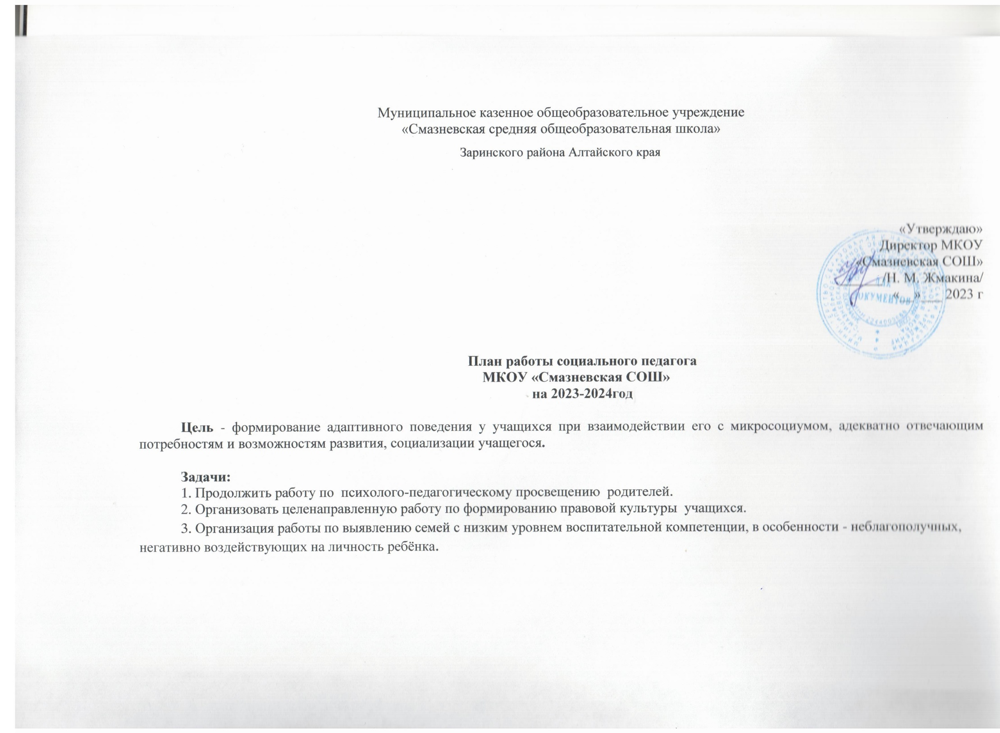 Муниципальное казенное общеобразовательное учреждение
«Смазневская средняя общеобразовательная школа»
Заринского района Алтайского края
«Утверждаю»
Директор МКОУ
«Смазневская СОШ»
______/Н. М. Жмакина/
«__»___2023 г
ДЛЯ
ДОКУМЕНТОВ
План работы социального педагога
МКОУ «Смазневская СОШ»
на 2023-2024год
Цель - формирование адаптивного поведения у учащихся при взаимодействии его с микросоциумом, адекватно отвечающим
потребностям и возможностям развития, социализации учащегося.
Задачи:
1. Продолжить работу по психолого-педагогическому просвещению родителей.
2. Организовать целенаправленную работу по формированию правовой культуры учащихся.
3. Организация работы по выявлению семей с низким уровнем воспитательной компетенции, в особенности - неблагополучных,
негативно воздействующих на личность ребёнка.